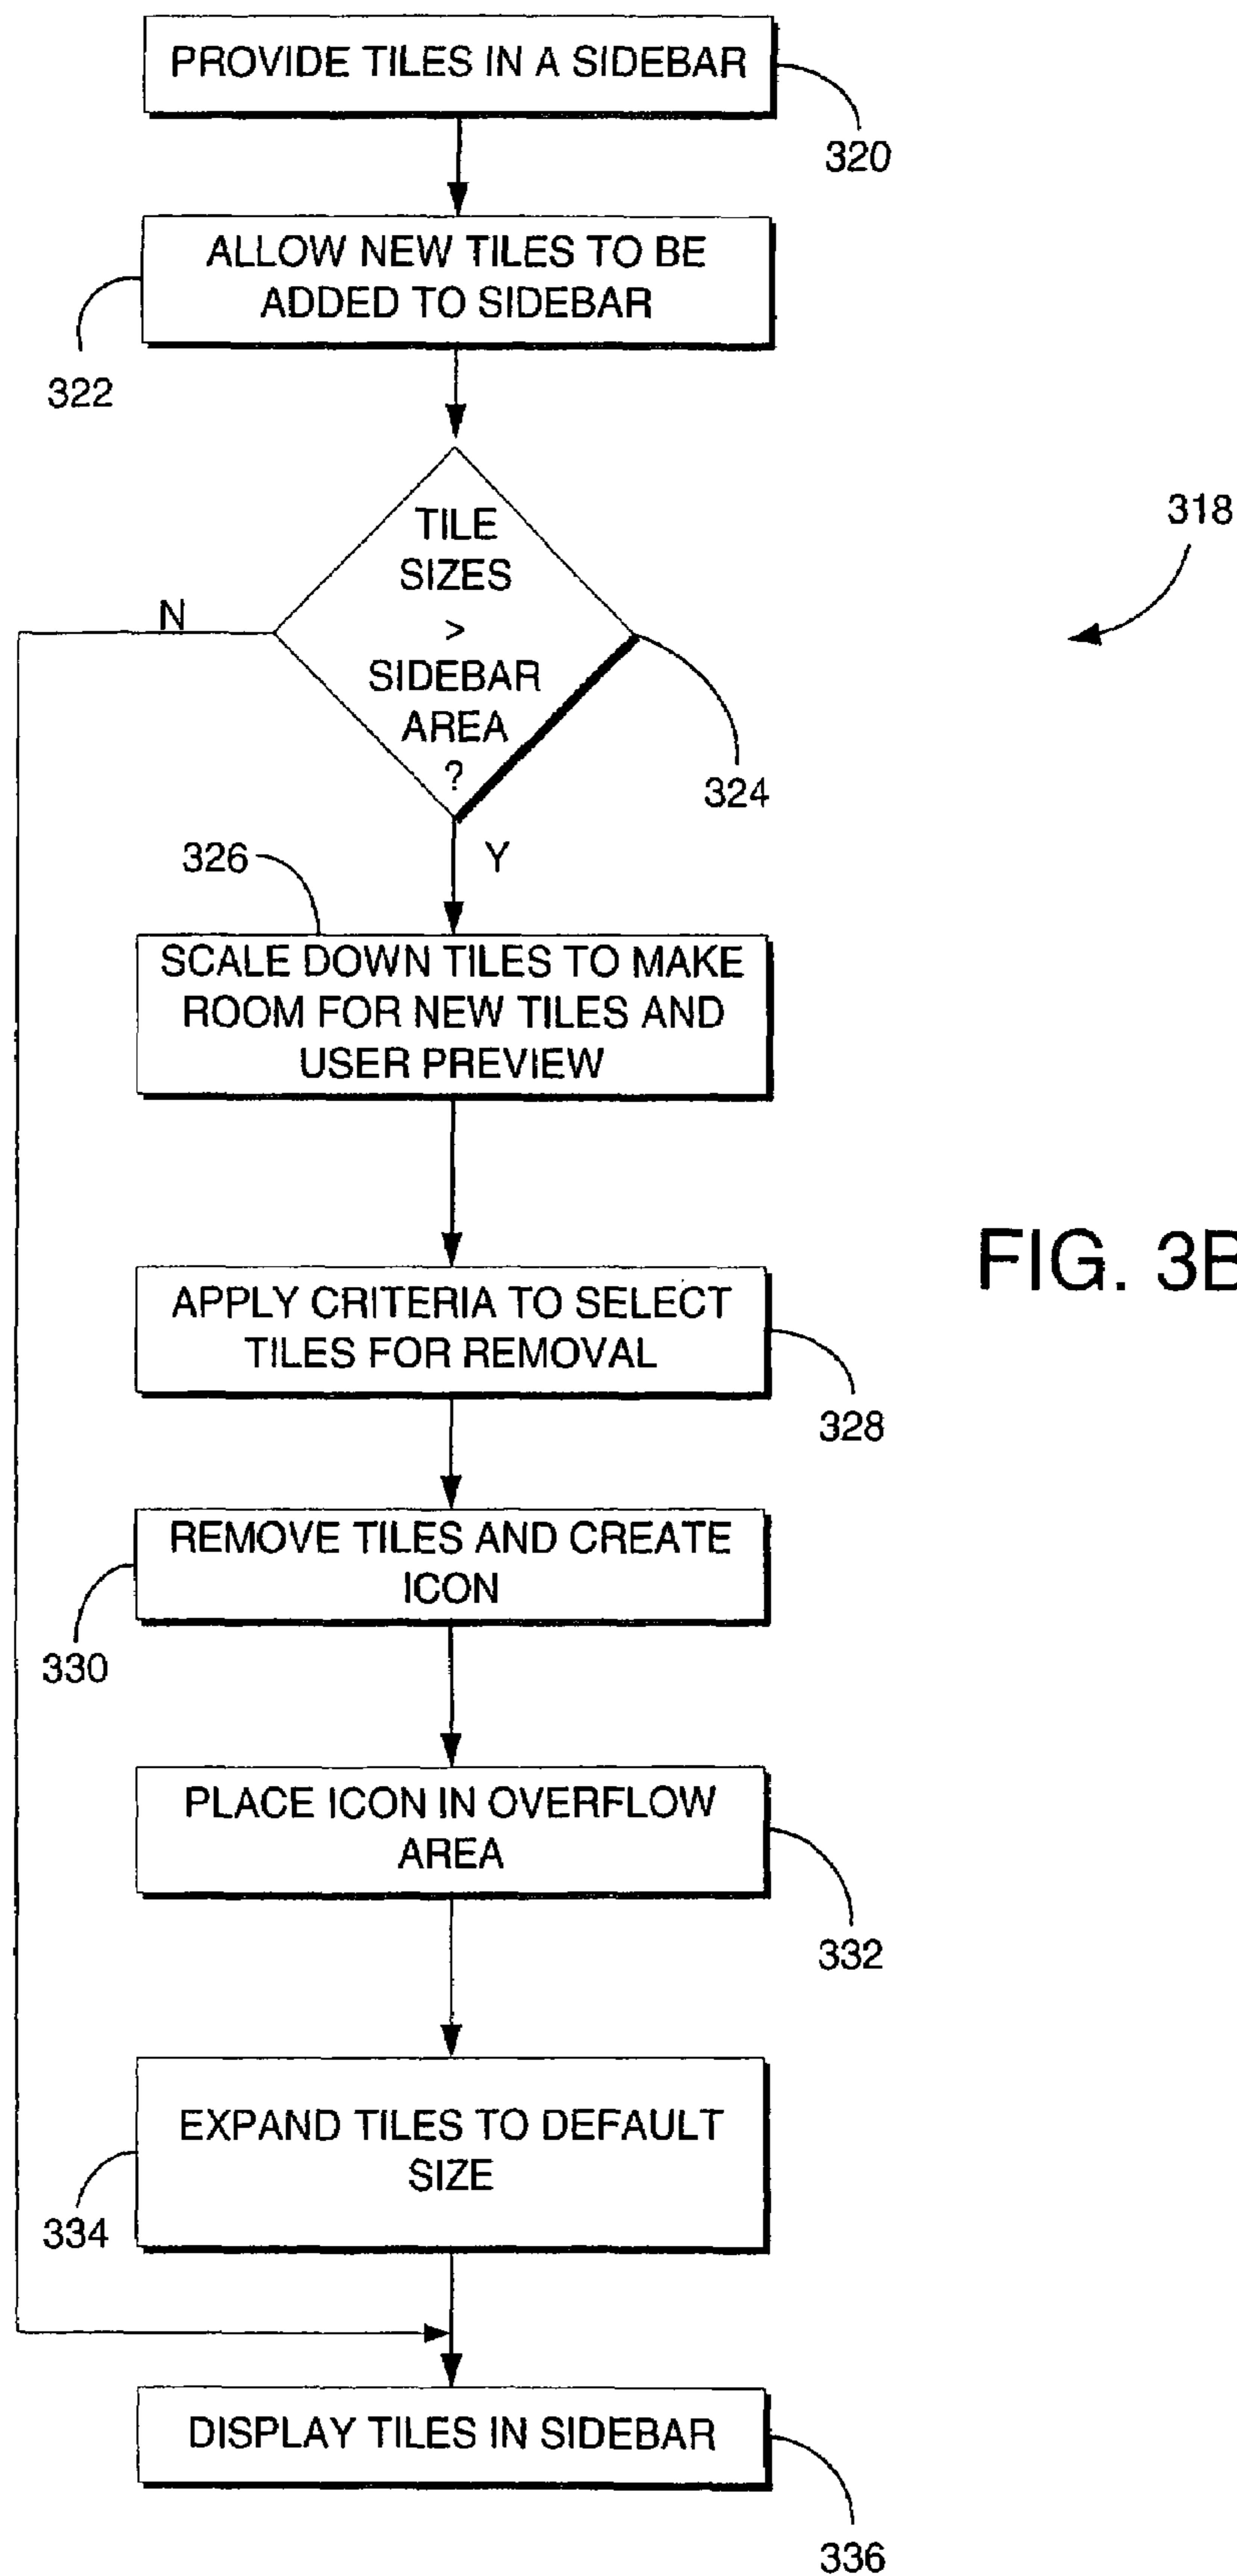 PROVIDE TILES IN A SIDEBAR
320
ALLOW NEW TILES TO BE
ADDED TO SIDEBAR
322
318
TILE
SIZES
>
SIDEBAR
AREA
?
N
324
Y
326
SCALE DOWN TILES TO MAKE
ROOM FOR NEW TILES AND
USER PREVIEW
FIG. 3B
APPLY CRITERIA TO SELECT
TILES FOR REMOVAL
328
REMOVE TILES AND CREATE
ICON
330
PLACE ICON IN OVERFLOW
AREA
332
EXPAND TILES TO DEFAULT
SIZE
334
DISPLAY TILES IN SIDEBAR
336